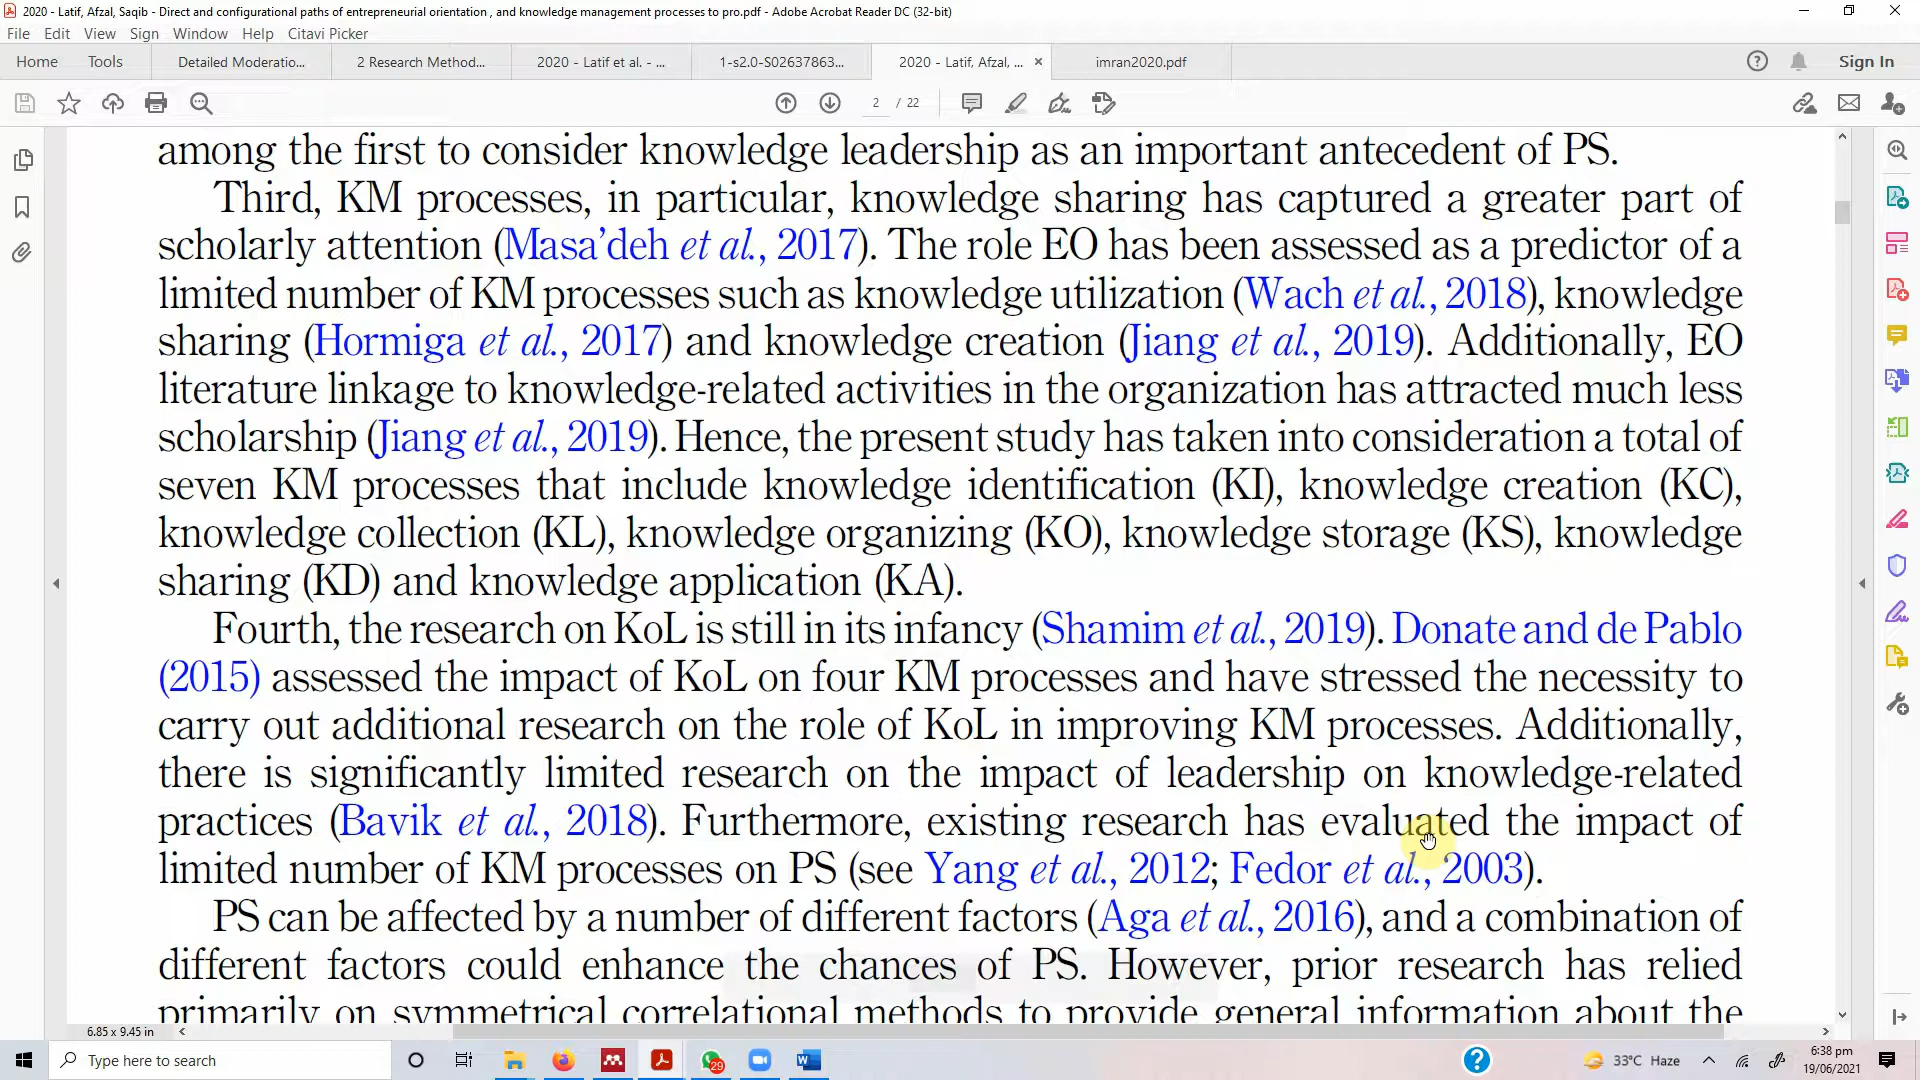 2020 - Latif, Afzal, Saqib - Direct and configurational paths of entrepreneurial orientation , and knowledge management processes to pro.pdf - Adobe Acrobat Reader DC (32-bit)
File Edit View Sign Window Help Citavi Picker
Home Tools Detailed Moderatio... 2 Research Method... 2020 - Latif et al. - ... 1-s2.0-S02637863... 2020 - Latif, Afzal, ... imran2020.pdf Sign In
2 / 22
among the first to consider knowledge leadership as an important antecedent of PS.
Third, KM processes, in particular, knowledge sharing has captured a greater part of
scholarly attention (Masa’deh et al., 2017). The role EO has been assessed as a predictor of a
limited number of KM processes such as knowledge utilization (Wach et al., 2018), knowledge
sharing (Hormiga et al., 2017) and knowledge creation (Jiang et al., 2019). Additionally, EO
literature linkage to knowledge-related activities in the organization has attracted much less
scholarship (Jiang et al., 2019). Hence, the present study has taken into consideration a total of
seven KM processes that include knowledge identification (KI), knowledge creation (KC),
knowledge collection (KL), knowledge organizing (KO), knowledge storage (KS), knowledge
sharing (KD) and knowledge application (KA).
Fourth, the research on KoL is still in its infancy (Shamim et al., 2019). Donate and de Pablo
(2015) assessed the impact of KoL on four KM processes and have stressed the necessity to
carry out additional research on the role of KoL in improving KM processes. Additionally,
there is significantly limited research on the impact of leadership on knowledge-related
practices (Bavik et al., 2018). Furthermore, existing research has evaluated the impact of
limited number of KM processes on PS (see Yang et al., 2012; Fedor et al., 2003).
PS can be affected by a number of different factors (Aga et al., 2016), and a combination of
different factors could enhance the chances of PS. However, prior research has relied
primarily on symmetrical correlational methods to provide general information about the
6.85 x 9.45 in
Type here to search 29 33°C Haze 6:38 pm
19/06/2021